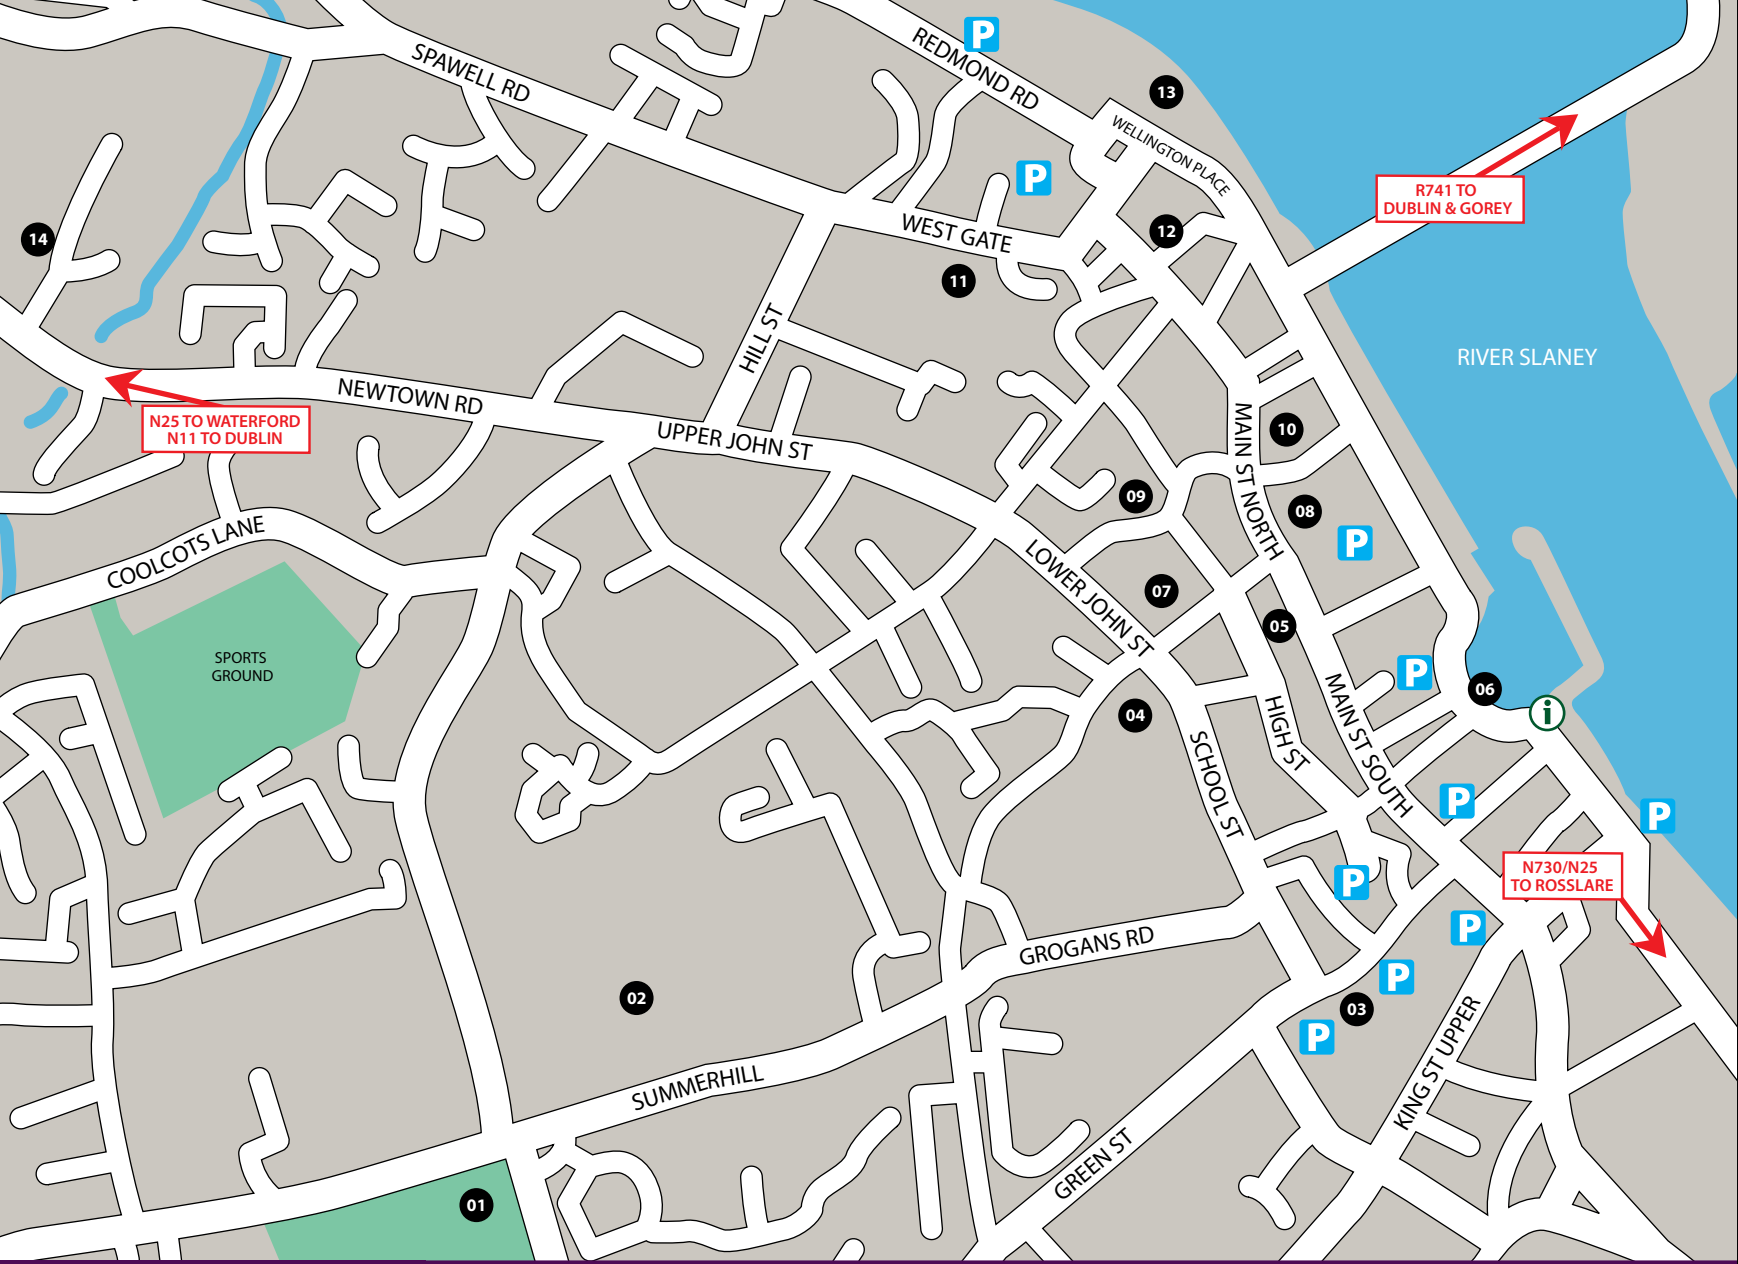 P
REDMOND RD
SPAWELL RD
13
WELLINGTON PLACE
P
R741 TO
DUBLIN & GOREY
12
WEST GATE
14
11
HILL ST
RIVER SLANEY
NEWTOWN RD
N25 TO WATERFORD
N11 TO DUBLIN
UPPER JOHN ST
MAIN ST NORTH
10
09
08
P
COOLCOTS LANE
LOWER JOHN ST
07
05
SPORTS
GROUND
P
06
i
04
HIGH ST
MAIN ST SOUTH
SCHOOL ST
P
P
N730/N25
TO ROSSLARE
P
P
GROGANS RD
P
02
03
P
KING ST UPPER
SUMMERHILL
GREEN ST
01